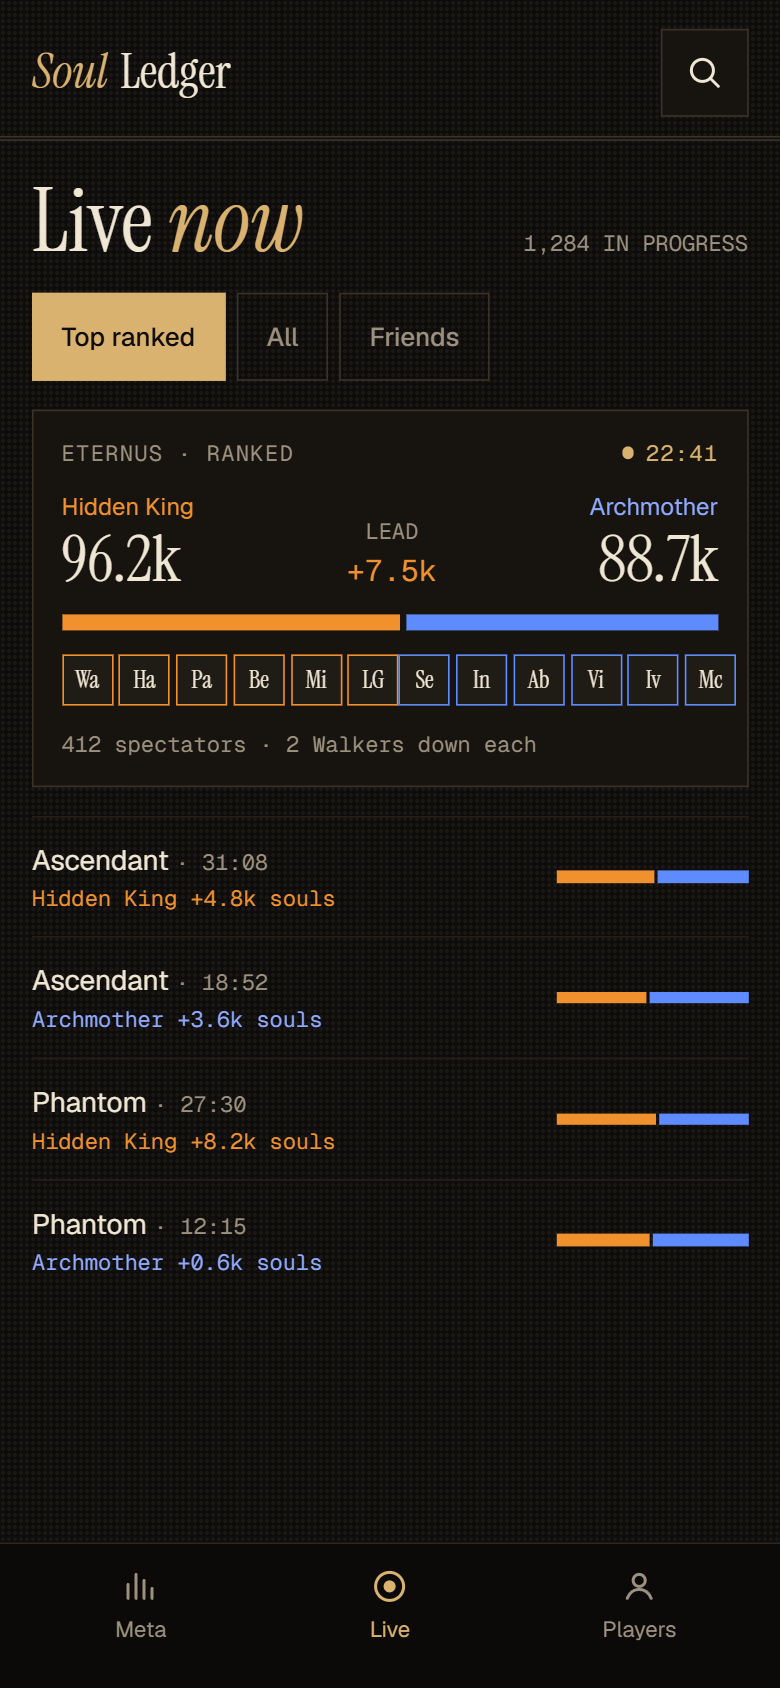 Soul Ledger
Live now
1,284 IN PROGRESS
Top ranked
All
Friends
ETERNUS · RANKED
22:41
Hidden King
Archmother
LEAD
96.2k
+7.5k
88.7k
Wa Ha Pa Be Mi LG Se In Ab Vi Iv Mc
412 spectators · 2 Walkers down each
Ascendant · 31:08
Hidden King +4.8k souls
Ascendant · 18:52
Archmother +3.6k souls
Phantom · 27:30
Hidden King +8.2k souls
Phantom · 12:15
Archmother +0.6k souls
Meta
Live
Players